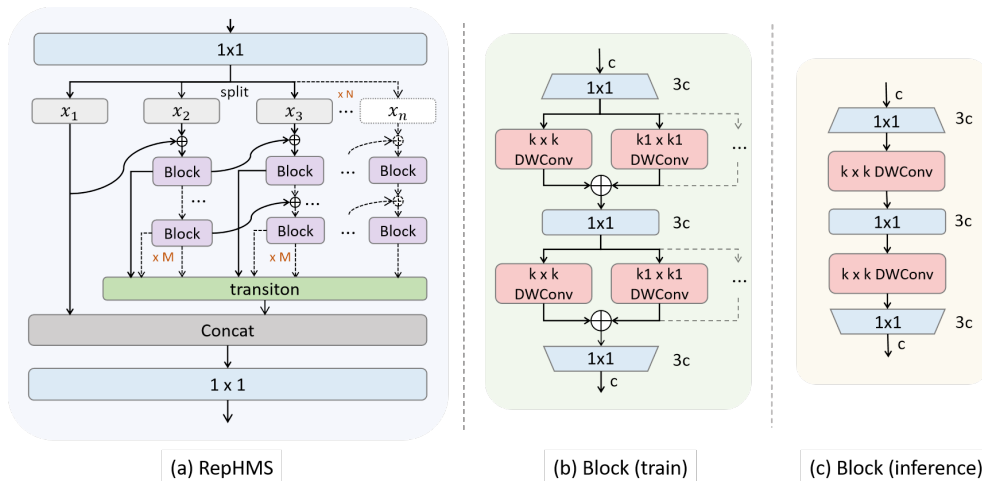 1x1
split
x N
x1
x2
x3
...
xn
Block
Block
...
Block
...
...
Block
Block
...
Block
x M
x M
transiton
Concat
1 x 1
(a) RepHMS
c
1x1
3c
k x k
DWConv
k1 x k1
DWConv
...
1x1
3c
k x k
DWConv
k1 x k1
DWConv
...
1x1
3c
c
(b) Block (train)
c
1x1
3c
k x k DWConv
1x1
3c
k x k DWConv
1x1
3c
c
(c) Block (inference)